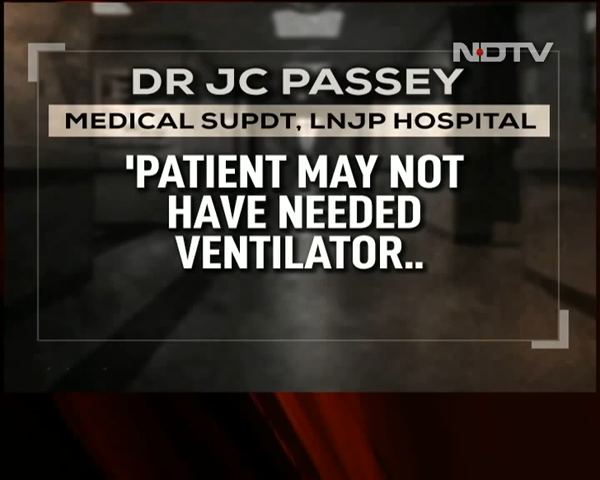 NDTV
DR JC PASSEY
MEDICAL SUPDT, LNJP HOSPITAL
'PATIENT MAY NOT
HAVE NEEDED
VENTILATOR..